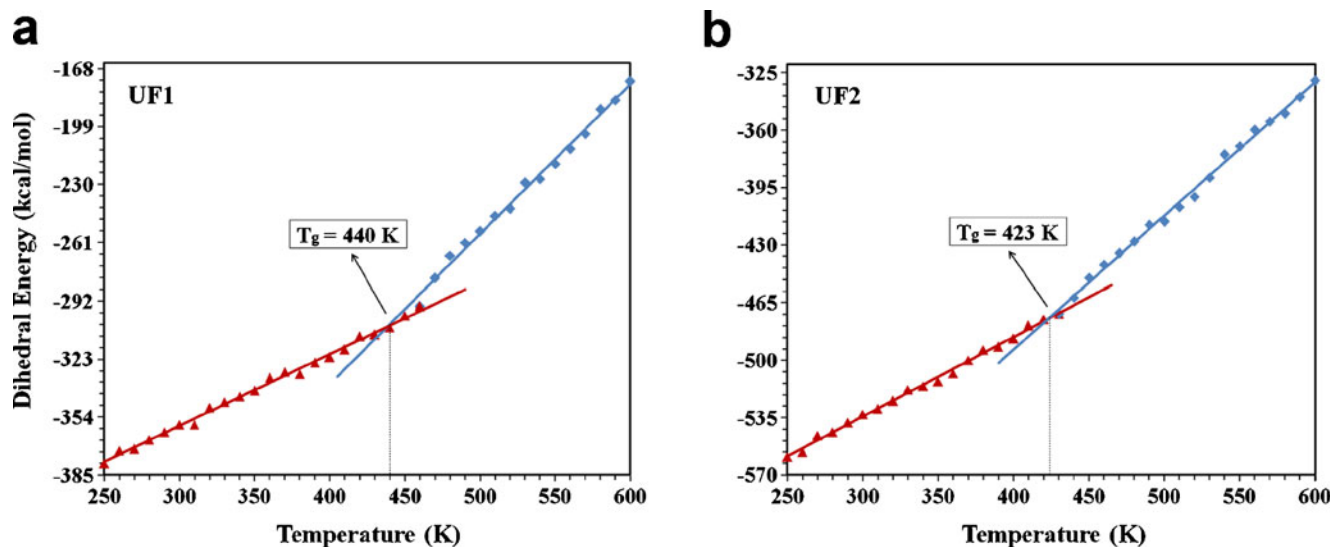 a
UF1
Dihedral Energy (kcal/mol)
-168
-199
-230
-261
-292
-323
-354
-385
Tg = 440 K
250 300 350 400 450 500 550 600
Temperature (K)
b
UF2
-325
-360
-395
-430
-465
-500
-535
-570
Tg = 423 K
250 300 350 400 450 500 550 600
Temperature (K)